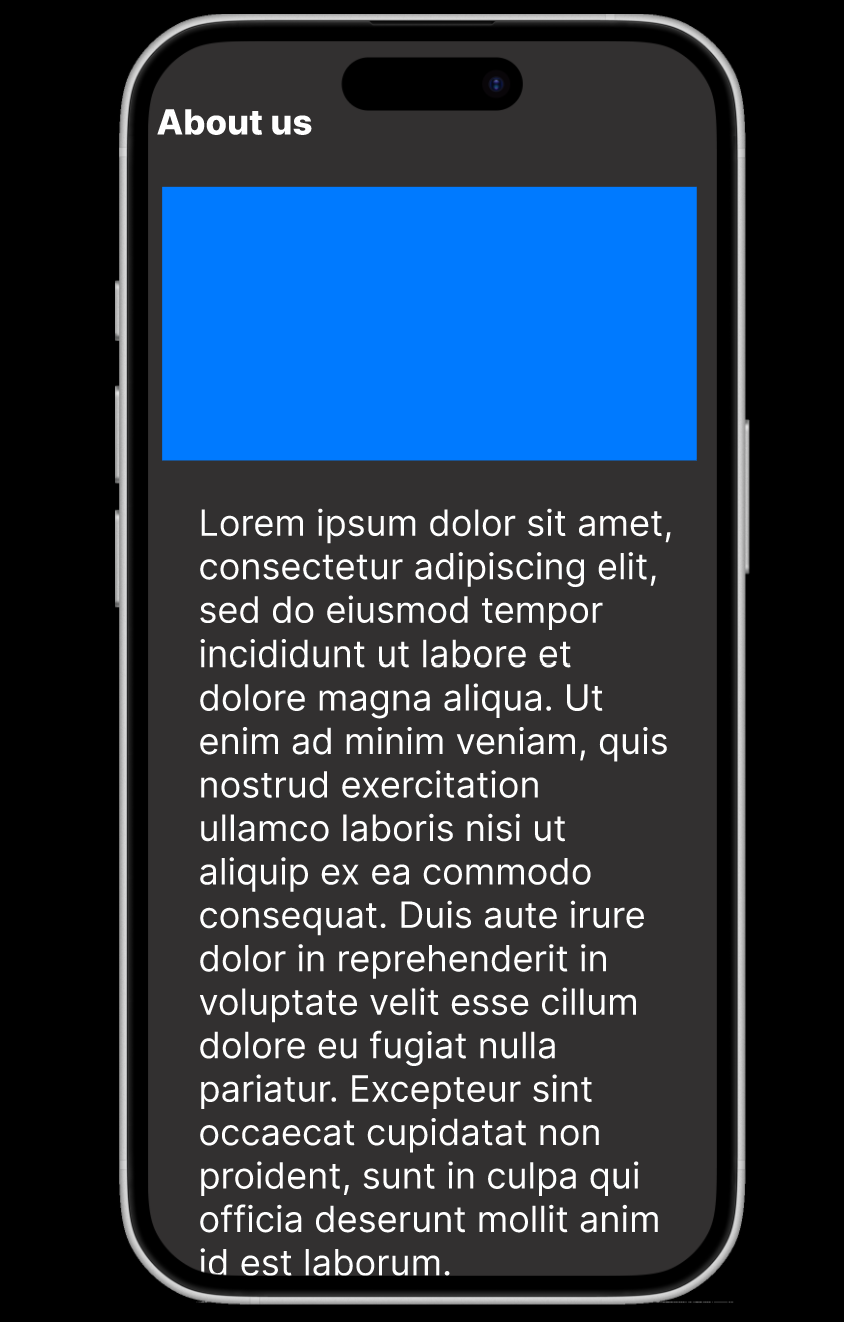 About us
Lorem ipsum dolor sit amet,
consectetur adipiscing elit,
sed do eiusmod tempor
incididunt ut labore et
dolore magna aliqua. Ut
enim ad minim veniam, quis
nostrud exercitation
ullamco laboris nisi ut
aliquip ex ea commodo
consequat. Duis aute irure
dolor in reprehenderit in
voluptate velit esse cillum
dolore eu fugiat nulla
pariatur. Excepteur sint
occaecat cupidatat non
proident, sunt in culpa qui
officia deserunt mollit anim
id est laborum.